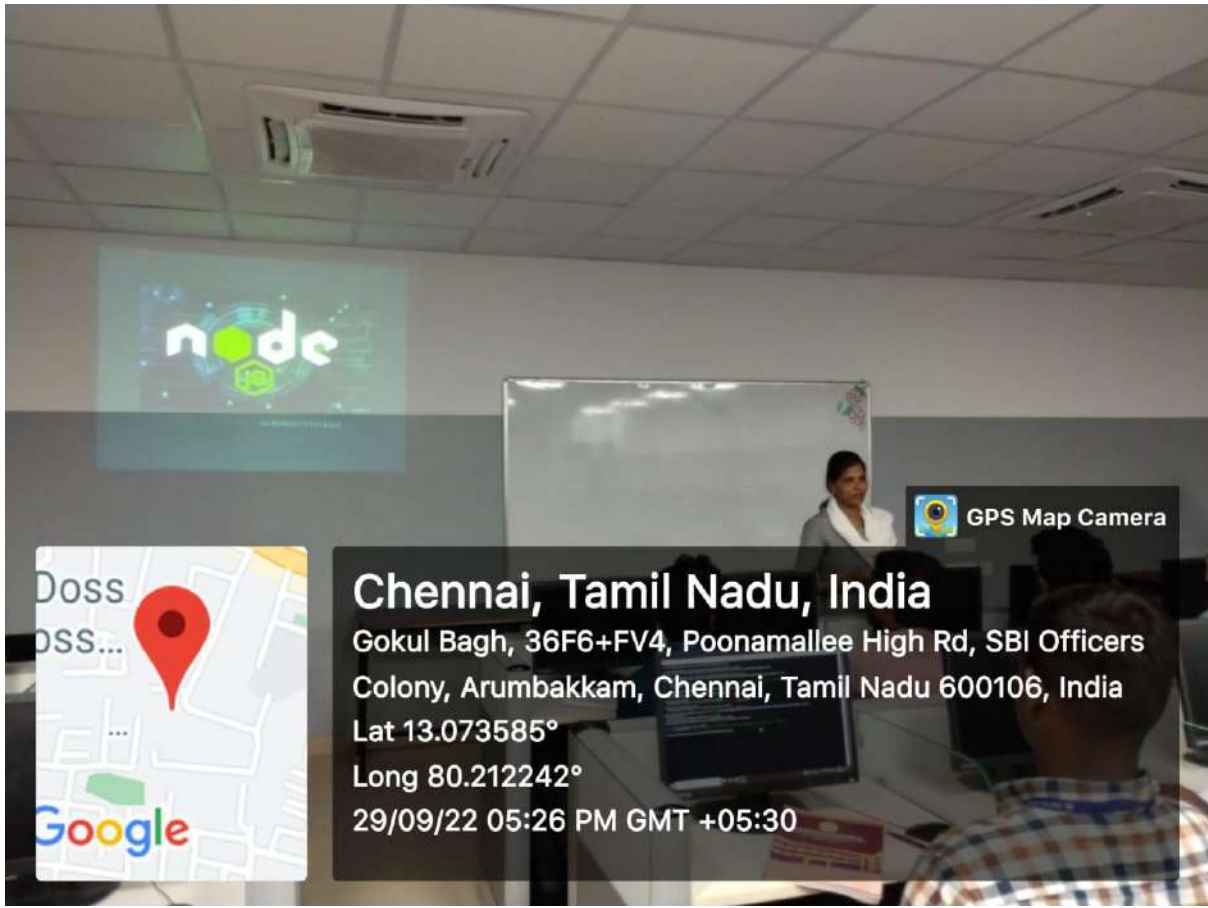 node
JS
GPS Map Camera
Doss
oss...
Chennai, Tamil Nadu, India
Gokul Bagh, 36F6+FV4, Poonamallee High Rd, SBI Officers
Colony, Arumbakkam, Chennai, Tamil Nadu 600106, India
Lat 13.073585°
Long 80.212242°
29/09/22 05:26 PM GMT +05:30
Google